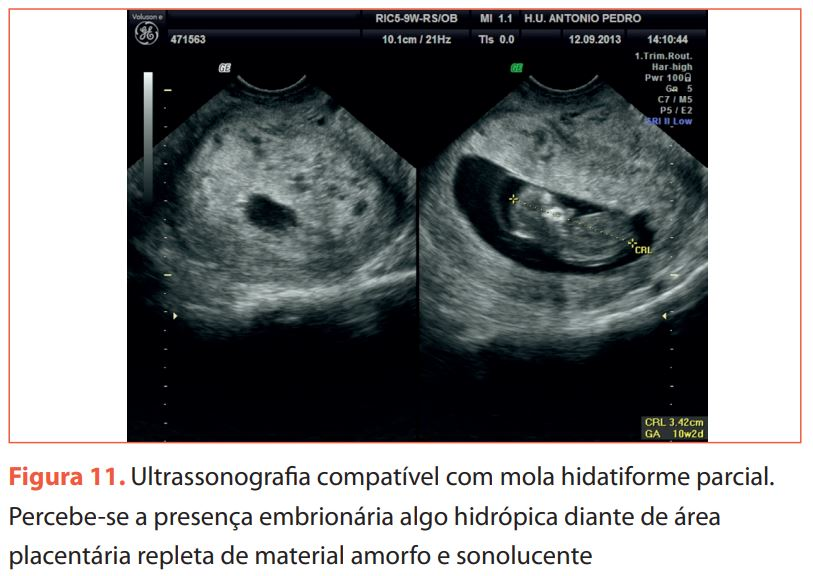 Voluson e
RIC5-9W-RS/OB MI 1.1 H.U. ANTONIO PEDRO
471563 10.1cm / 21Hz TIs 0.0 12.09.2013 14:10:44
GE GE
1.Trim.Rout.
Har-high
Pwr 100
Gn 5
C7 / M5
P5 / E2
SRI II Low
CRL
CRL 3.42cm
GA 10w2d
Figura 11. Ultrassonografia compatível com mola hidatiforme parcial.
Percebe-se a presença embrionária algo hidrópica diante de área
placentária repleta de material amorfo e sonolucente